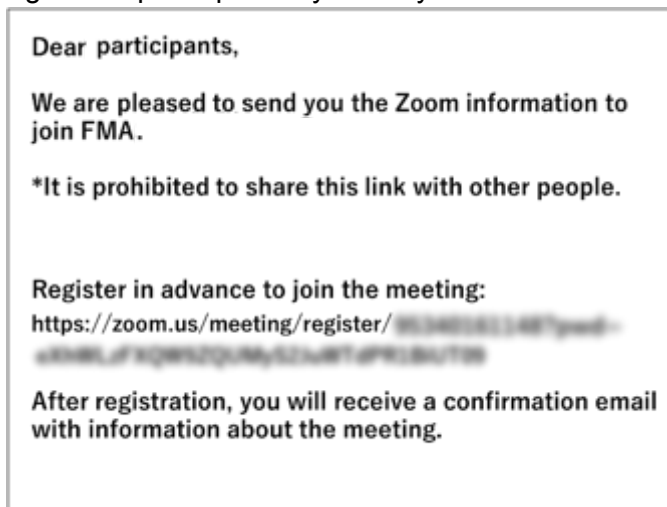 Dear participants,
We are pleased to send you the Zoom information to
join FMA.
*It is prohibited to share this link with other people.
Register in advance to join the meeting:
https://zoom.us/meeting/register/
After registration, you will receive a confirmation email
with information about the meeting.